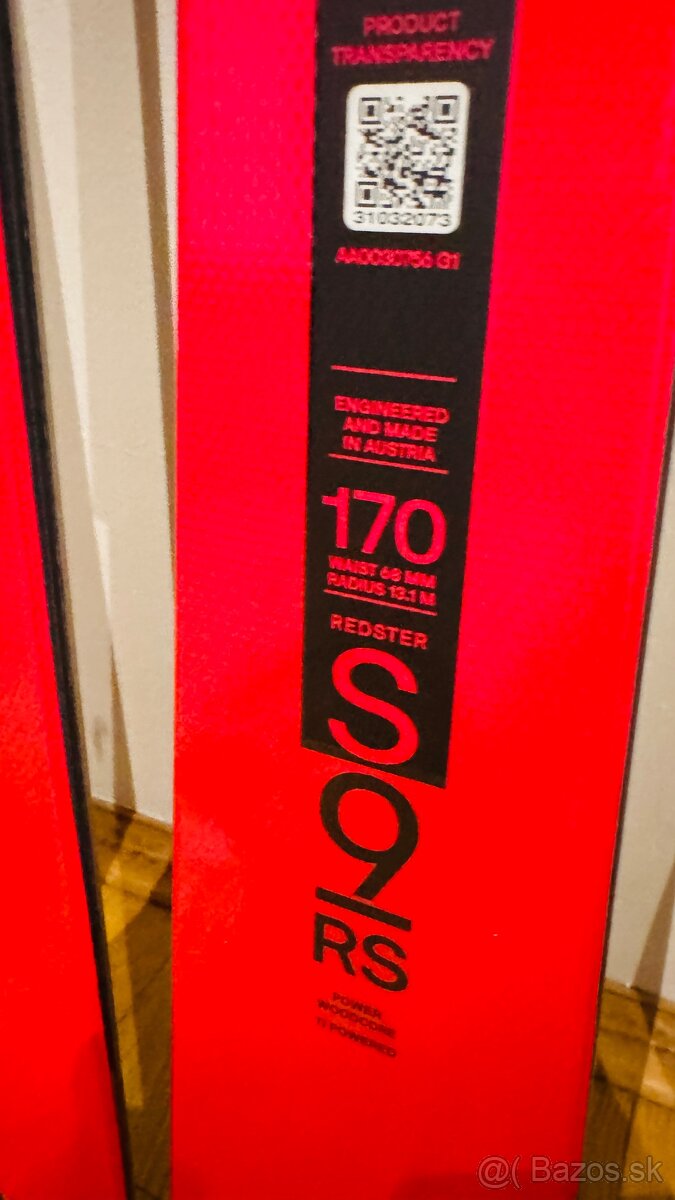 PRODUCT
TRANSPARENCY
31032073
AA0030756 G1
ENGINEERED
AND MADE
IN AUSTRIA
170
WAIST 68 MM
RADIUS 13.1 M
REDSTER
S
9
RS
POWER
WOODCORE
POWERED
@( Bazos.sk